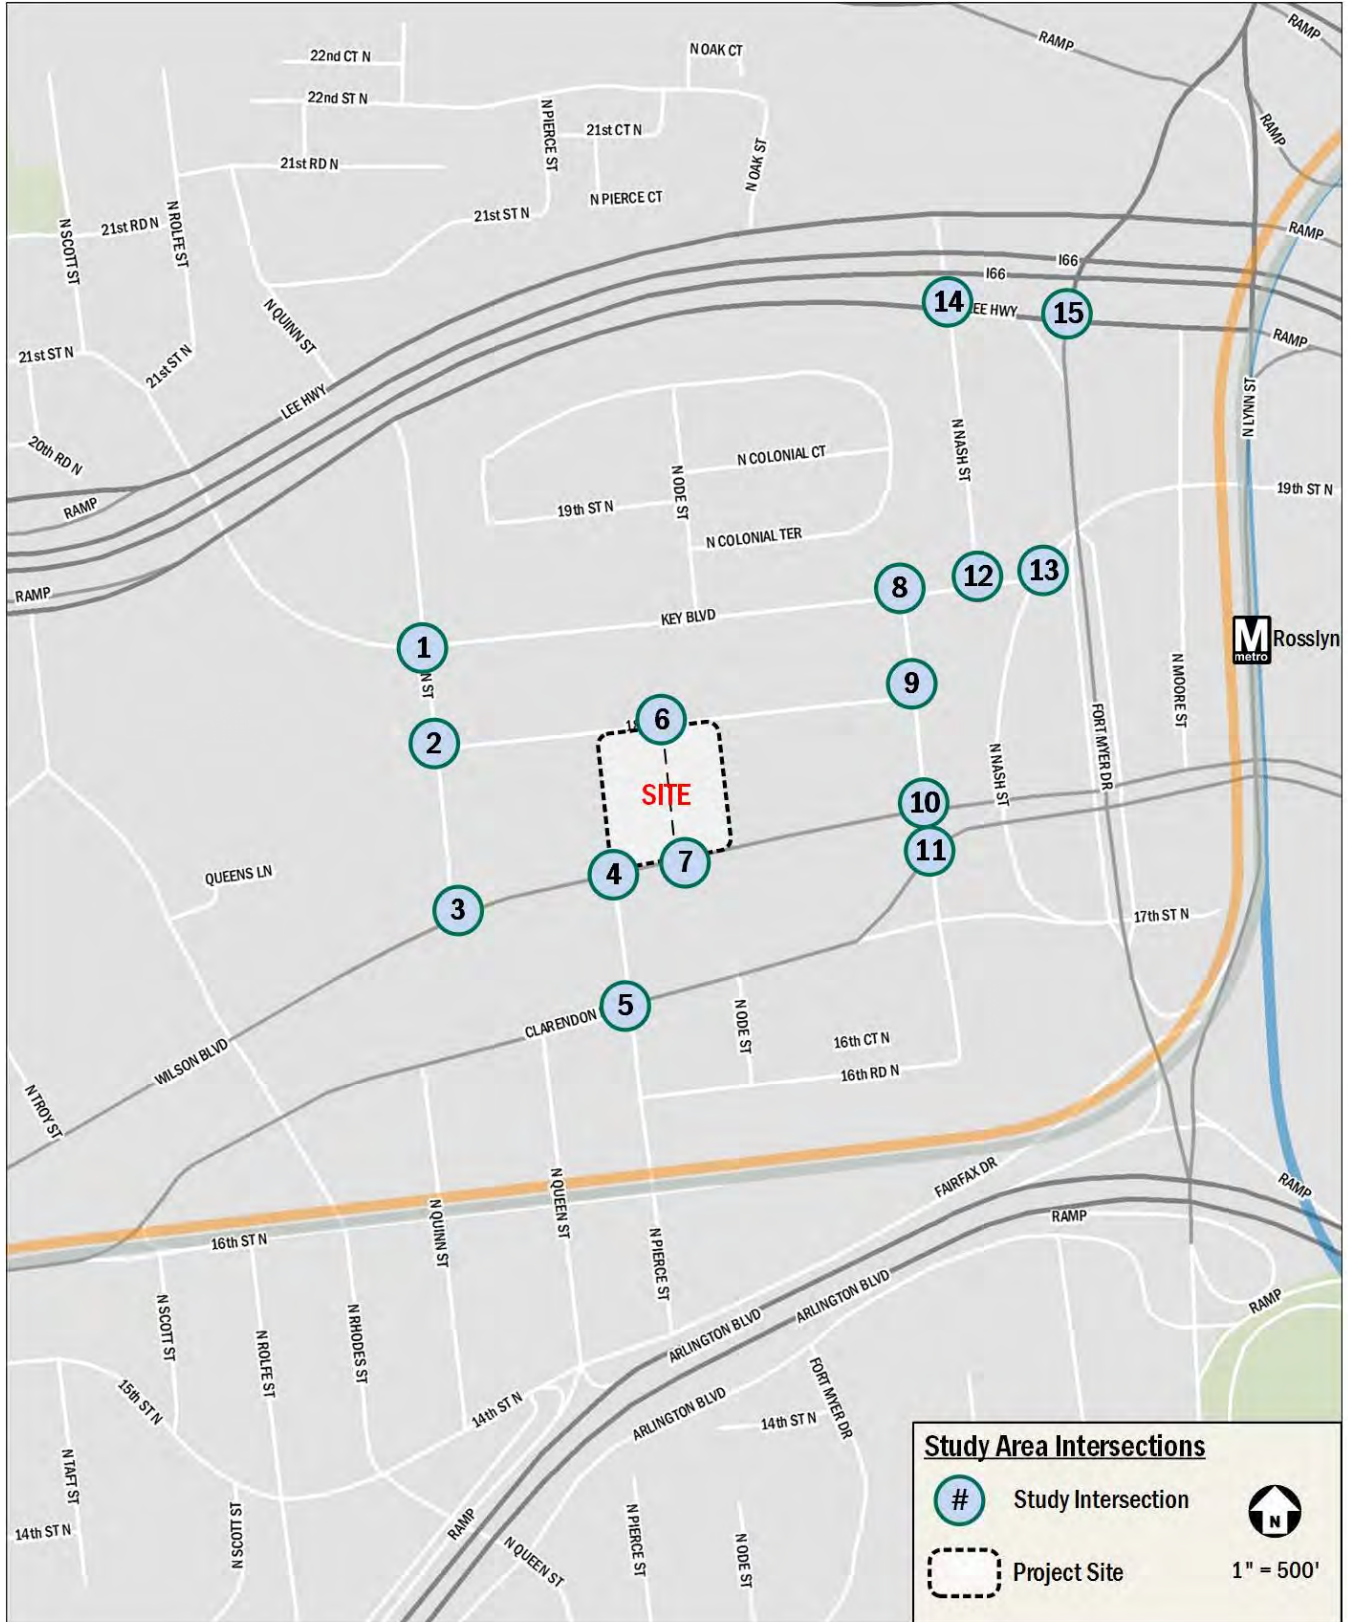 RAMP
RAMP
N OAK CT
22nd CT N
22nd ST N
N PIERCE ST
21st CT N
RAMP
N OAK ST
21st RD N
N PIERCE CT
N ROLFE ST
21st ST N
N SCOTT ST
21st RD N
RAMP
I66
I66
14
LEE HWY
15
N QUINN ST
RAMP
21st ST N
21st ST N
LEE HWY
N LYNN ST
20th RD N
N NASH ST
N COLONIAL CT
N ODE ST
19th ST N
19th ST N
RAMP
N COLONIAL TER
RAMP
8
12
13
KEY BLVD
1
M
metro
Rosslyn
N ST
9
N MOORE ST
6
18
2
FORT MYER DR
N NASH ST
SITE
10
11
7
4
QUEENS LN
3
17th ST N
5
CLARENDON
N ODE ST
16th CT N
WILSON BLVD
16th RD N
N TROY ST
FAIRFAX DR
RAMP
N QUEEN ST
N QUINN ST
RAMP
16th ST N
N PIERCE ST
ARLINGTON BLVD
RAMP
N SCOTT ST
N RHODES ST
ARLINGTON BLVD
N ROLFE ST
FORT MYER DR
15th ST N
14th ST N
ARLINGTON BLVD
14th ST N
N TAFT ST
RAMP
14th ST N
N SCOTT ST
N QUEEN ST
N PIERCE ST
N ODE ST
Study Area Intersections
# Study Intersection
N
Project Site
1" = 500'